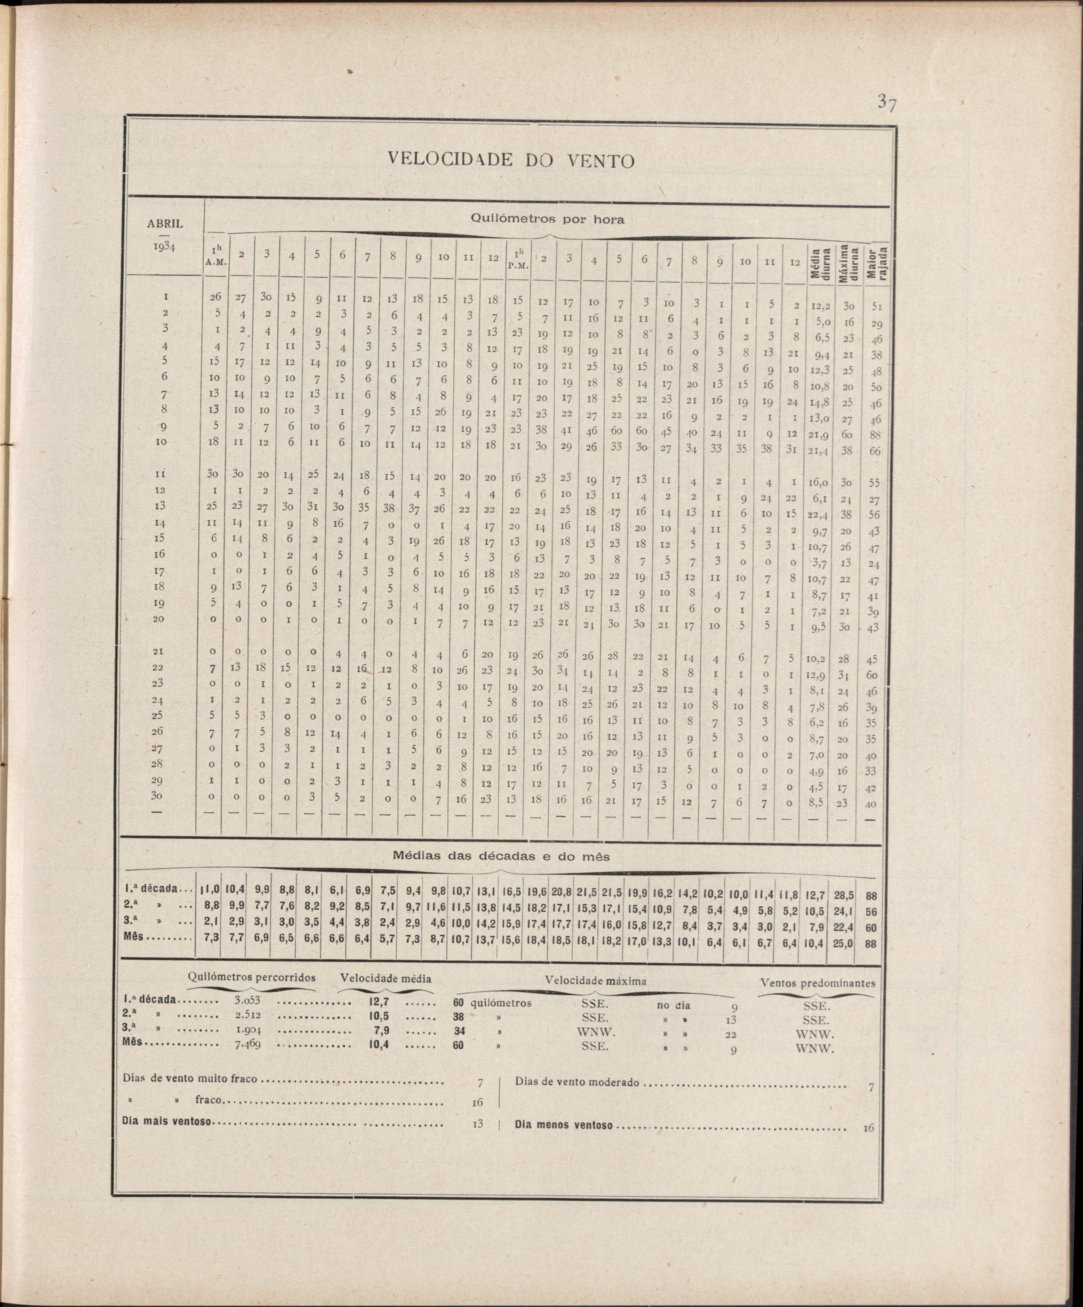 37
VELOCIDADE DO VENTO
ABRIL
1934
Quilómetros por hora
1h A.M. 2 3 4 5 6 7 8 9 10 11 12 1h P.M. 2 3 4 5 6 7 8 9 10 11 12 Média diurna Máxima diurna Maior rajada
1 26 27 30 15 9 11 12 13 18 15 13 18 15 12 17 10 7 3 10 3 1 1 5 2 12,2 30 51
2 5 4 2 2 2 3 2 6 4 4 3 7 5 7 11 16 12 11 6 4 1 1 1 1 5,0 16 29
3 1 2 4 4 9 4 5 3 2 2 2 13 23 19 12 10 8 8 2 3 6 2 3 8 6,5 23 46
4 4 7 1 11 3 4 3 5 5 3 8 12 17 18 19 19 21 14 6 0 3 8 13 21 9,4 21 38
5 15 17 12 12 14 10 9 11 13 10 8 9 10 19 21 25 19 15 10 8 3 6 9 10 12,3 25 48
6 10 10 9 10 7 5 6 6 7 6 8 6 11 10 19 18 8 14 17 20 13 15 16 8 10,8 20 50
7 13 14 12 12 13 11 6 8 4 8 9 4 17 20 17 18 25 22 23 21 16 19 19 24 14,8 25 46
8 13 10 10 10 3 1 9 5 15 26 19 21 23 23 22 27 22 22 16 9 2 2 1 1 13,0 27 46
9 5 2 7 6 10 6 7 7 12 12 19 23 23 38 41 46 60 60 45 40 24 11 9 12 21,9 60 88
10 18 11 12 6 11 6 10 11 14 12 18 18 21 30 29 26 33 30 27 34 33 35 38 31 21,4 38 66
11 30 30 20 14 25 24 18 15 14 20 20 20 16 23 23 19 17 13 11 4 2 1 4 1 16,0 30 55
12 1 1 2 2 2 4 6 4 4 3 4 4 6 6 10 13 11 4 2 2 1 9 24 22 6,1 24 27
13 25 23 27 30 31 30 35 38 37 26 22 22 22 24 25 18 17 16 14 13 11 6 10 15 22,4 38 56
14 11 14 11 9 8 16 7 0 0 1 4 17 20 14 16 14 18 20 10 4 11 5 2 2 9,7 20 43
15 6 14 8 6 2 2 4 3 19 26 18 17 13 19 18 13 23 18 12 5 1 5 3 1 10,7 26 47
16 0 0 1 2 4 5 1 0 4 5 5 3 6 13 7 3 8 7 5 7 3 0 0 0 3,7 13 24
17 1 0 1 6 6 4 3 3 6 10 16 18 18 22 20 20 22 19 13 12 11 10 7 8 10,7 22 47
18 9 13 7 6 3 1 4 5 8 14 9 16 15 17 13 17 12 9 10 8 4 7 1 1 8,7 17 41
19 5 4 0 0 1 5 7 3 4 4 10 9 17 21 18 12 13 18 11 6 0 1 2 1 7,2 21 39
20 0 0 0 1 0 1 0 0 1 7 7 12 12 23 21 24 30 30 21 17 10 5 5 1 9,5 30 43
21 0 0 0 0 0 4 4 0 4 4 6 20 19 26 26 26 28 22 21 14 4 6 7 5 10,2 28 45
22 7 13 18 15 12 12 16 12 8 10 26 23 24 30 34 14 14 2 8 8 1 1 0 1 12,9 34 60
23 0 0 1 0 1 2 2 1 0 3 10 17 19 20 14 24 12 23 22 12 4 4 3 1 8,1 24 46
24 1 2 1 2 2 2 6 5 3 4 4 5 8 10 18 25 26 21 12 10 8 10 8 4 7,8 26 39
25 5 5 3 0 0 0 0 0 0 0 1 10 16 15 16 16 13 11 10 8 7 3 3 8 6,2 16 35
26 7 7 5 8 12 14 4 1 6 6 12 8 16 15 20 16 12 13 11 9 5 3 0 0 8,7 20 35
27 0 1 3 3 2 1 1 1 5 6 9 12 15 12 15 20 20 19 13 6 1 0 0 2 7,0 20 40
28 0 0 0 2 1 1 2 3 2 2 8 12 12 16 7 10 9 13 12 5 0 0 0 0 4,9 16 33
29 1 1 0 0 2 3 1 1 1 4 8 12 17 12 11 7 5 17 3 0 0 1 2 0 4,5 17 42
30 0 0 0 0 3 5 2 0 0 7 16 23 13 18 16 16 21 17 15 12 7 6 7 0 8,5 23 40
— — — — — — — — — — — — — — — — — — — — — — — — — — — —
Médias das décadas e do mês
1.ª década... 11,0 10,4 9,9 8,8 8,1 6,1 6,9 7,5 9,4 9,8 10,7 13,1 16,5 19,6 20,8 21,5 21,5 19,9 16,2 14,2 10,2 10,0 11,4 11,8 12,7 28,5 88
2.ª » ... 8,8 9,9 7,7 7,6 8,2 9,2 8,5 7,1 9,7 11,6 11,5 13,8 14,5 18,2 17,1 15,3 17,1 15,4 10,9 7,8 5,4 4,9 5,8 5,2 10,5 24,1 56
3.ª » ... 2,1 2,9 3,1 3,0 3,5 4,4 3,8 2,4 2,9 4,6 10,0 14,2 15,9 17,4 17,7 17,4 16,0 15,8 12,7 8,4 3,7 3,4 3,0 2,1 7,9 22,4 60
Mês......... 7,3 7,7 6,9 6,5 6,6 6,6 6,4 5,7 7,3 8,7 10,7 13,7 15,6 18,4 18,5 18,1 18,2 17,0 13,3 10,1 6,4 6,1 6,7 6,4 10,4 25,0 88
Quilómetros percorridos Velocidade média Velocidade máxima Ventos predominantes
1.ª década........ 3.053 .............. 12,7 ...... 60 quilómetros SSE. no dia 9 SSE.
2.ª » ........ 2.512 .............. 10,5 ...... 38 » SSE. » » 13 SSE.
3.ª » ........ 1.904 .............. 7,9 ...... 34 » WNW. » » 22 WNW.
Mês.............. 7.469 .............. 10,4 ...... 60 » SSE. » » 9 WNW.
Dias de vento muito fraco .................................. 7 Dias de vento moderado ...................................... 7
» » fraco.......................................... 16
Dia mais ventoso.......................................... 13 Dia menos ventoso ........................................... 16